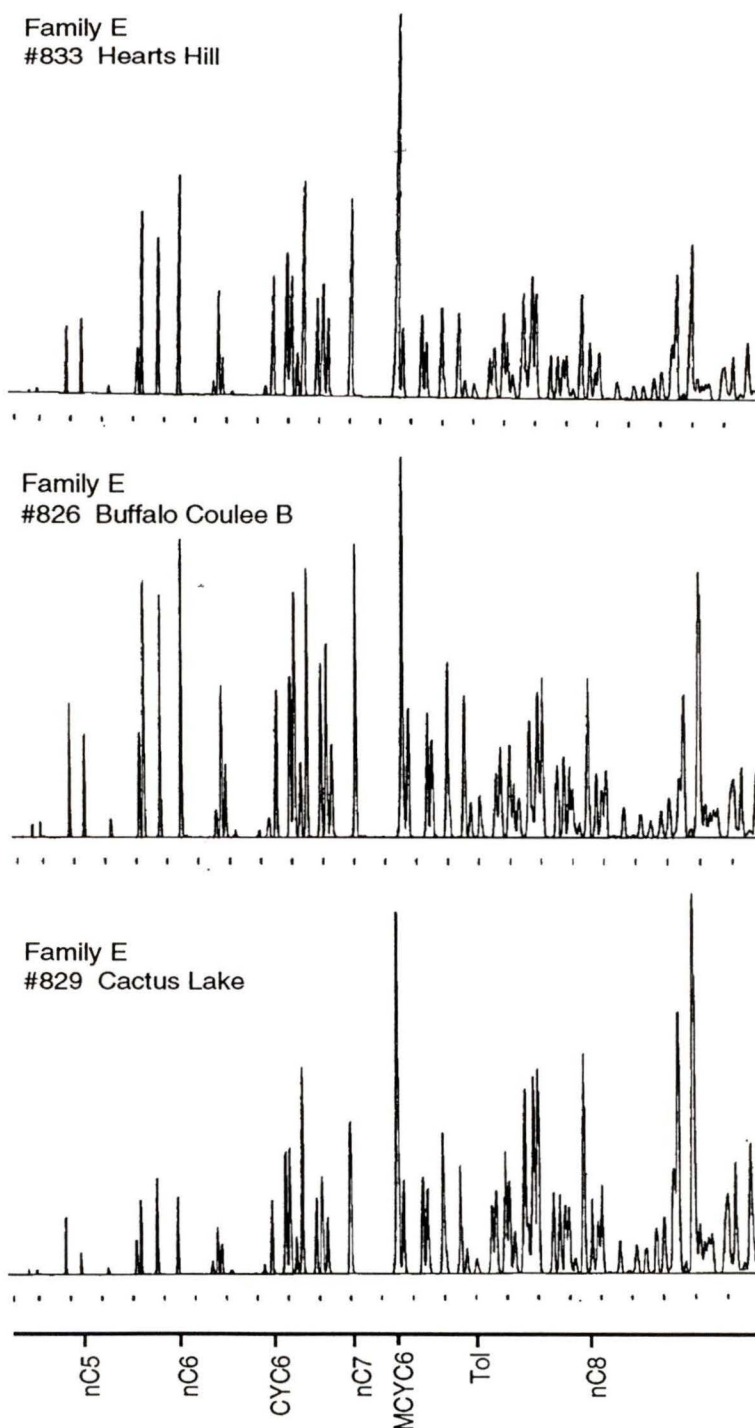 Family E
#833 Hearts Hill
Family E
#826 Buffalo Coulee B
Family E
#829 Cactus Lake
nC5
nC6
CYC6
nC7
MCYC6
Tol
nC8